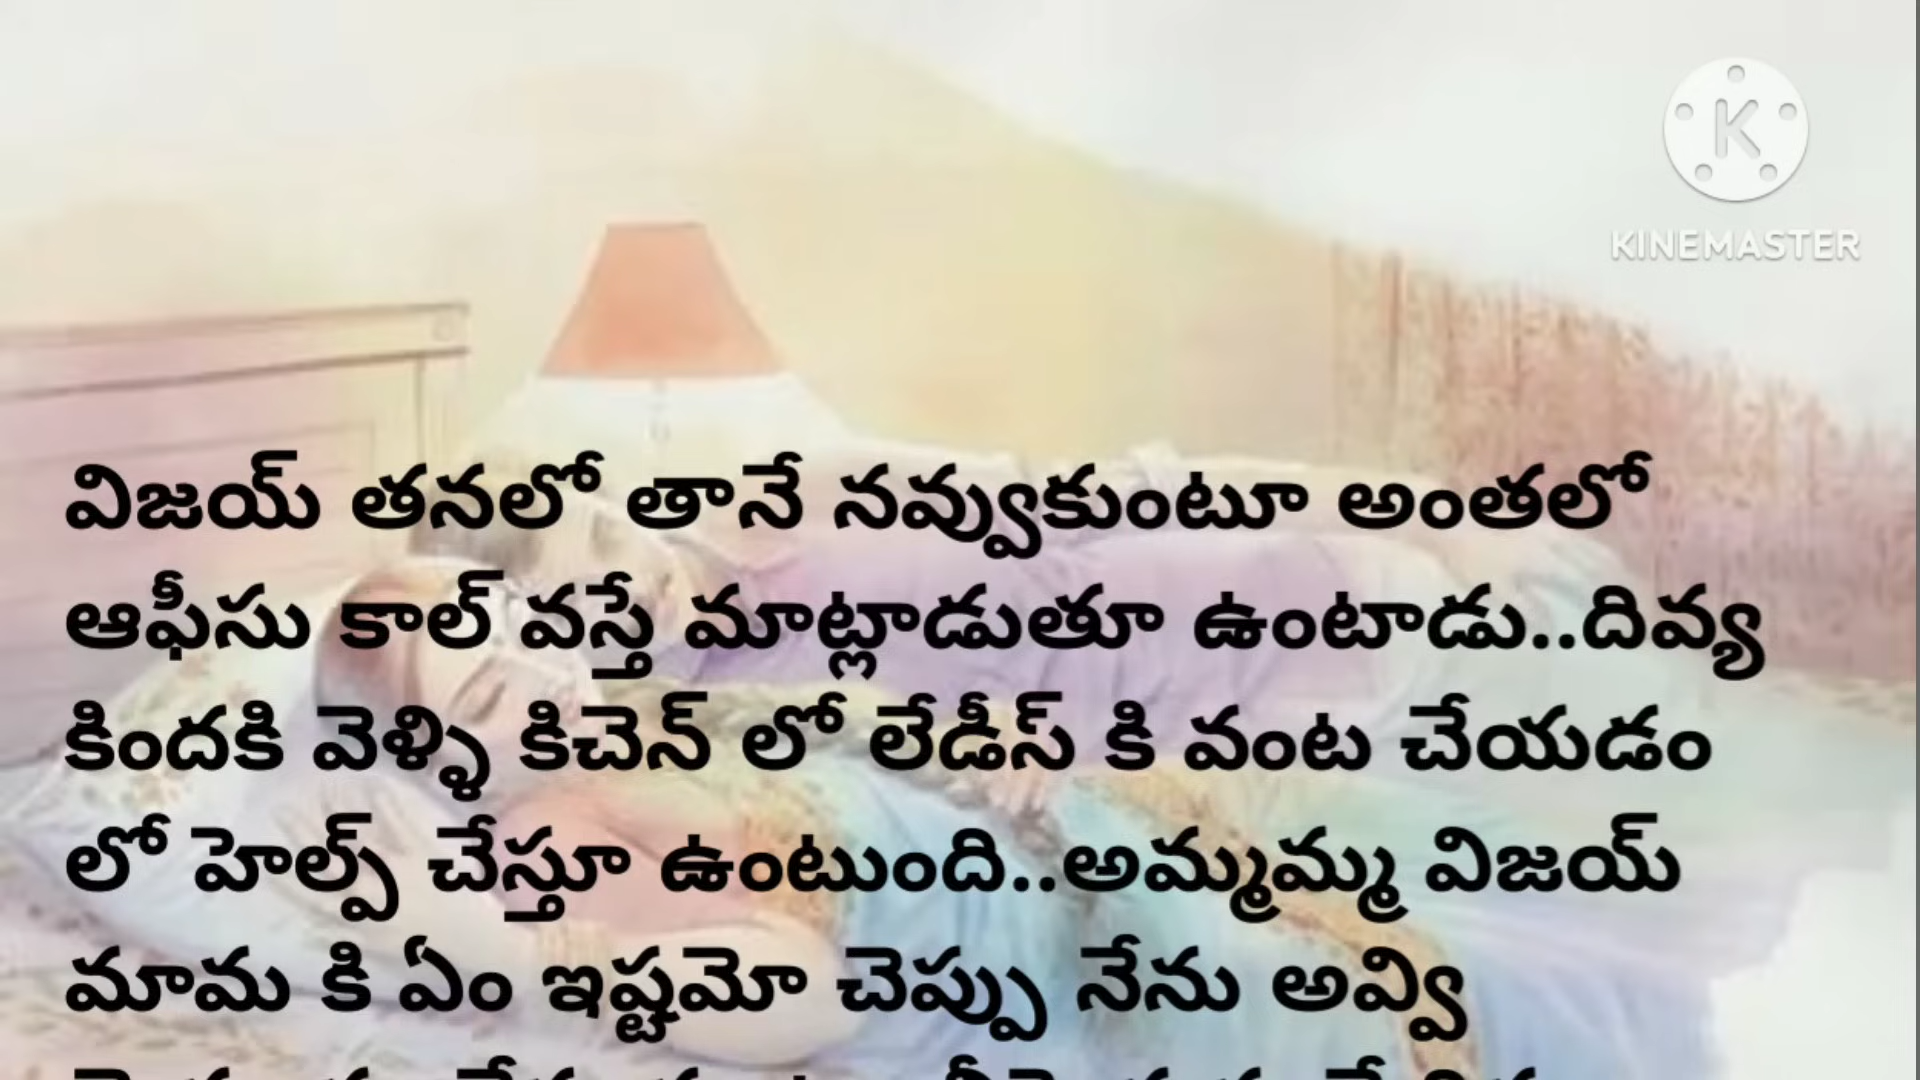 KINEMASTER
విజయ్ తనలో తానే నవ్వుకుంటూ అంతలో
ఆఫీసు కాల్ వస్తే మాట్లాడుతూ ఉంటాడు..దివ్య
కిందకి వెళ్ళి కిచెన్ లో లేడీస్ కి వంట చేయడం
లో హెల్ప్ చేస్తూ ఉంటుంది..అమ్మమ్మ విజయ్
మామ కి ఏం ఇష్టమో చెప్పు నేను అవ్వి